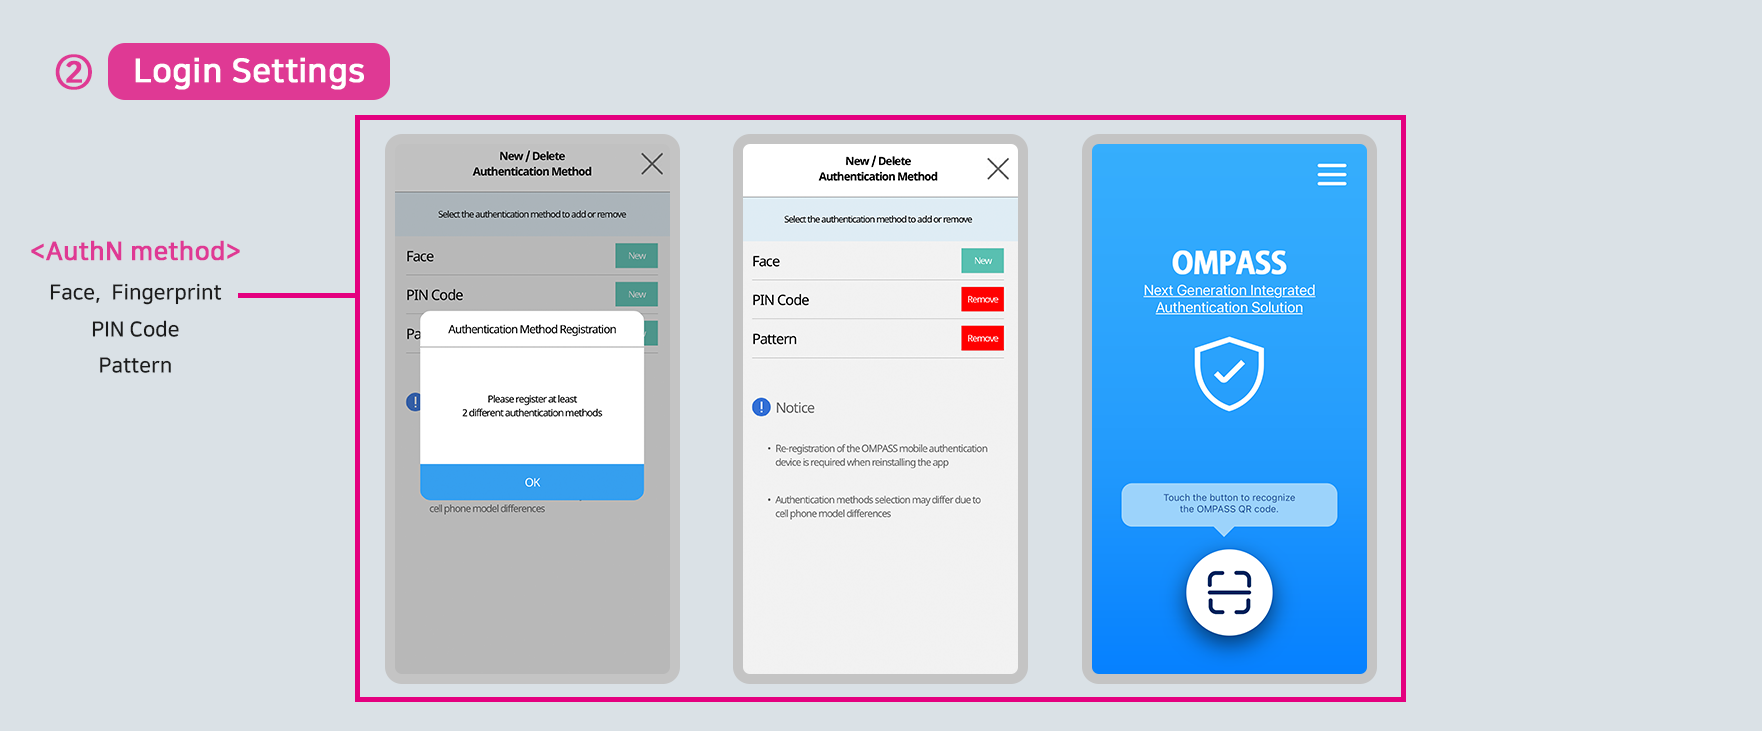 ② Login Settings
<AuthN method>
Face, Fingerprint
PIN Code
Pattern
New / Delete
Authentication Method
Select the authentication method to add or remove
Face New
PIN Code New
Pa
Authentication Method Registration
Please register at least
2 different authentication methods
OK
cell phone model differences
New / Delete
Authentication Method
Select the authentication method to add or remove
Face New
PIN Code Remove
Pattern Remove
! Notice
• Re-registration of the OMPASS mobile authentication
device is required when reinstalling the app
• Authentication methods selection may differ due to
cell phone model differences
OMPASS
Next Generation Integrated
Authentication Solution
Touch the button to recognize
the OMPASS QR code.